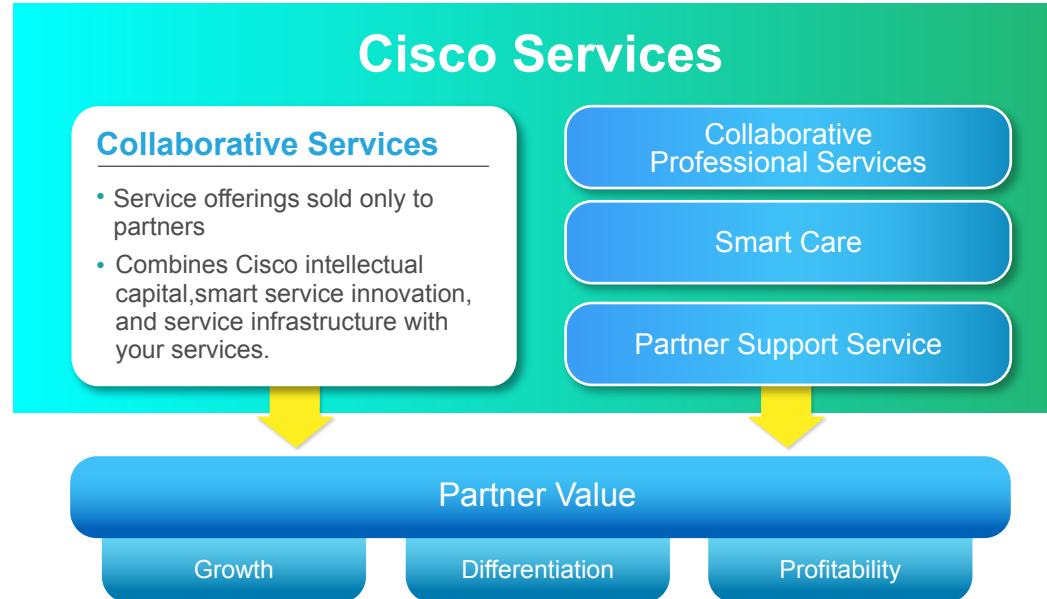 Cisco Services
Collaborative Services
• Service offerings sold only to
partners
• Combines Cisco intellectual
capital,smart service innovation,
and service infrastructure with
your services.
Collaborative
Professional Services
Smart Care
Partner Support Service
Partner Value
Growth
Differentiation
Profitability